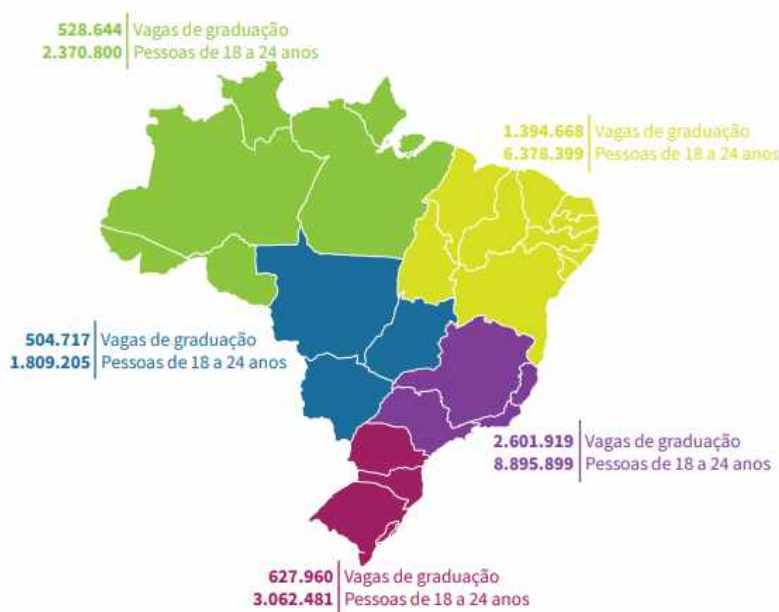 528.644 Vagas de graduação
2.370.800 Pessoas de 18 a 24 anos
1.394.668 Vagas de graduação
6.378.399 Pessoas de 18 a 24 anos
504.717 Vagas de graduação
1.809.205 Pessoas de 18 a 24 anos
2.601.919 Vagas de graduação
8.895.899 Pessoas de 18 a 24 anos
627.960 Vagas de graduação
3.062.481 Pessoas de 18 a 24 anos